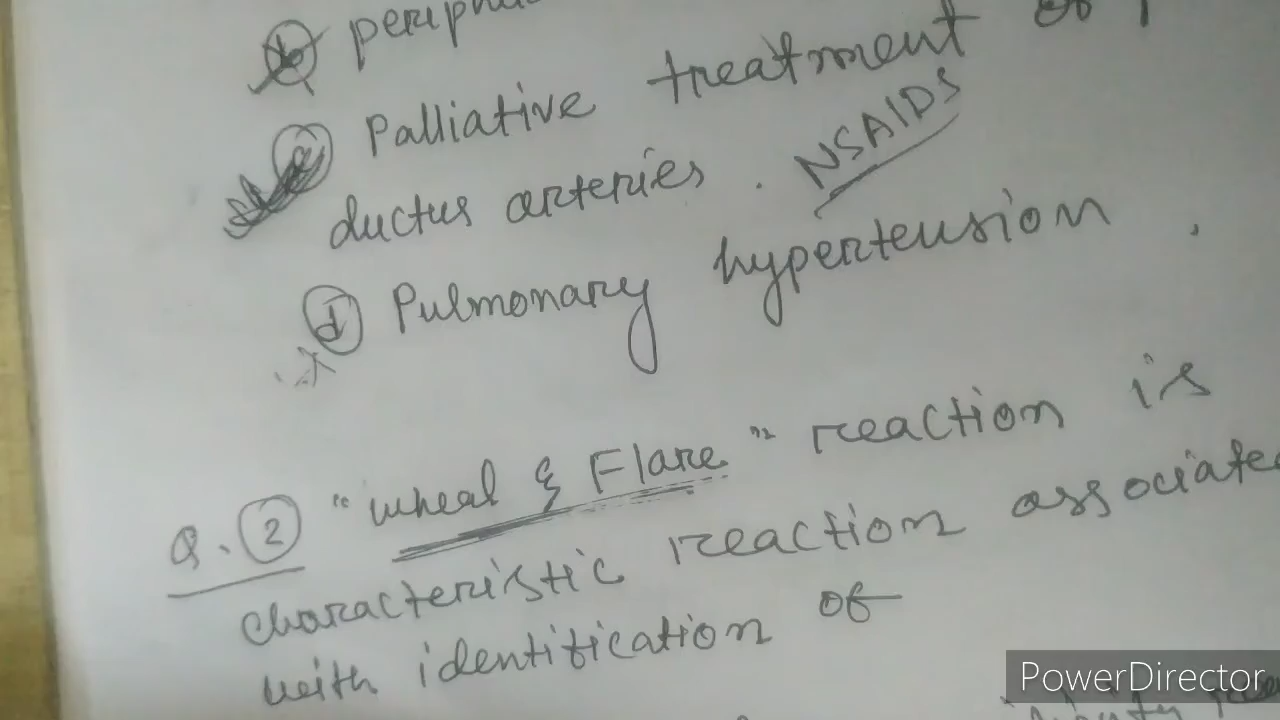 (b) periph
(c) Palliative treatment of p
ductus arteries. NSAIDS
(d) Pulmonary hypertension.
Q. (2) "wheal & Flare" reaction is
characteristic reaction associate
with identification of
PowerDirector